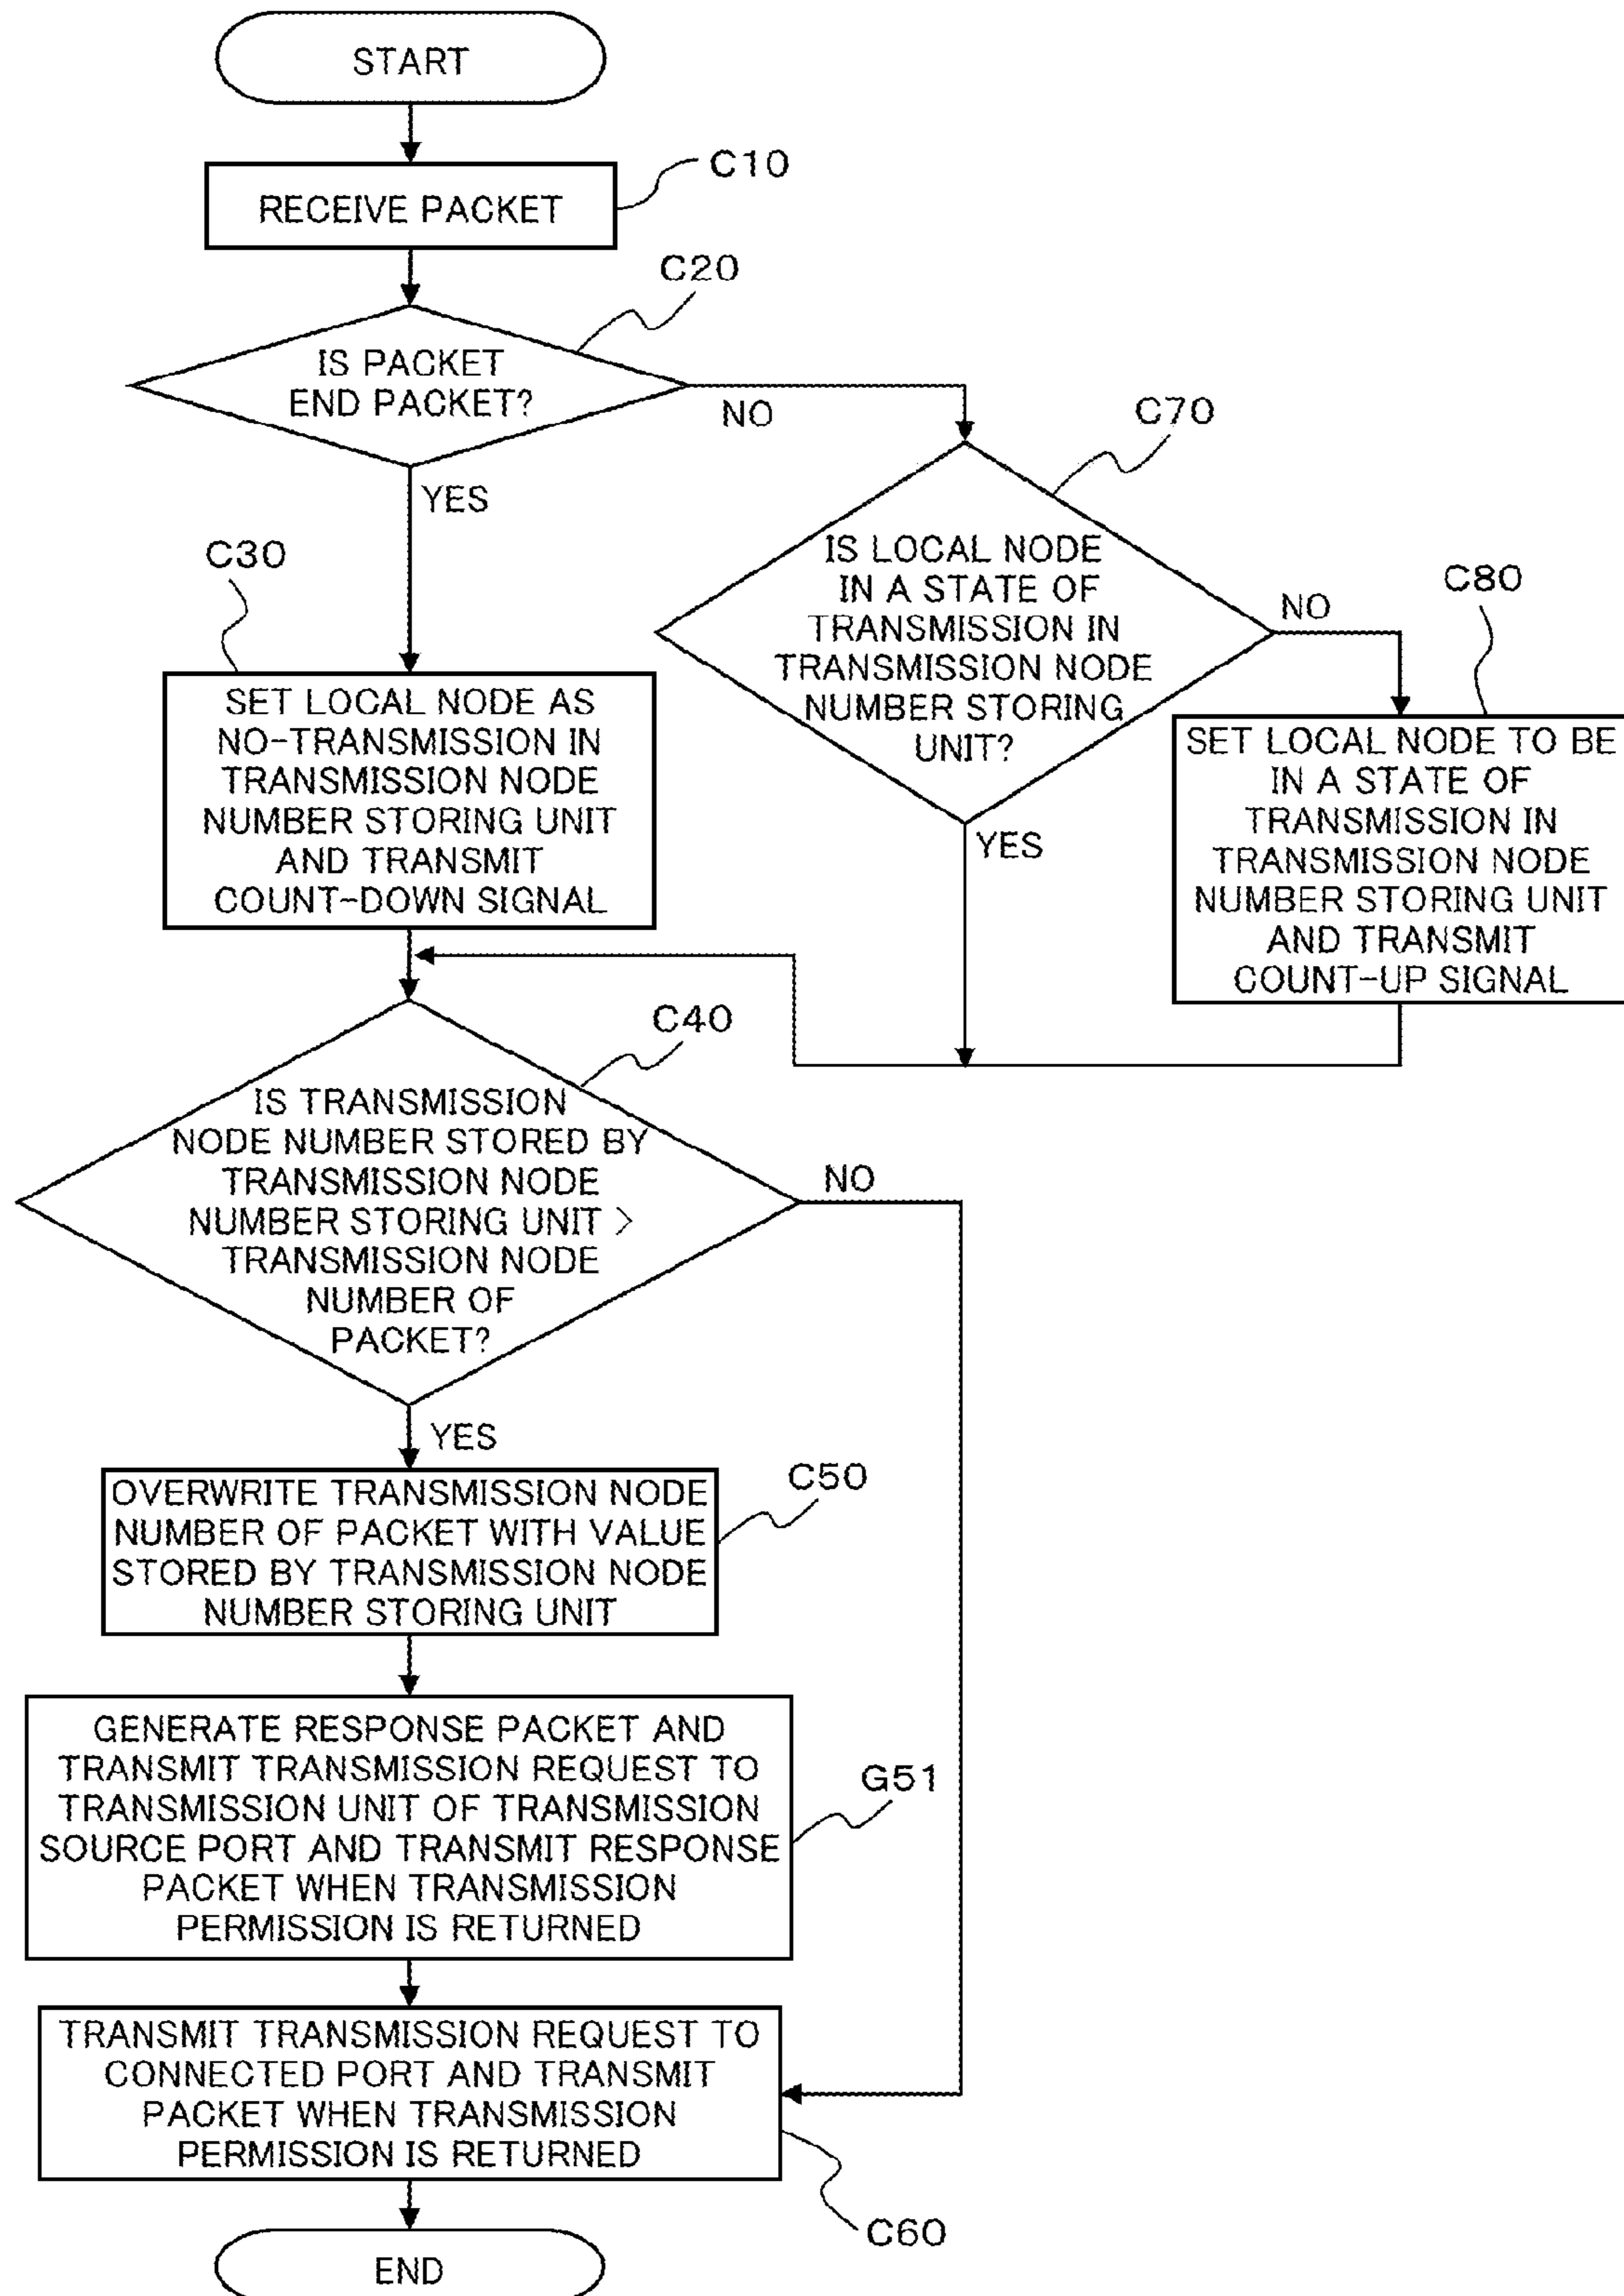 START
C10
RECEIVE PACKET
C20
IS PACKET
END PACKET?
NO
YES
C70
IS LOCAL NODE
IN A STATE OF
TRANSMISSION IN
TRANSMISSION NODE
NUMBER STORING
UNIT?
NO
YES
C80
SET LOCAL NODE TO BE
IN A STATE OF
TRANSMISSION IN
TRANSMISSION NODE
NUMBER STORING UNIT
AND TRANSMIT
COUNT-UP SIGNAL
C30
SET LOCAL NODE AS
NO-TRANSMISSION IN
TRANSMISSION NODE
NUMBER STORING UNIT
AND TRANSMIT
COUNT-DOWN SIGNAL
C40
IS TRANSMISSION
NODE NUMBER STORED BY
TRANSMISSION NODE
NUMBER STORING UNIT >
TRANSMISSION NODE
NUMBER OF
PACKET?
NO
YES
C50
OVERWRITE TRANSMISSION NODE
NUMBER OF PACKET WITH VALUE
STORED BY TRANSMISSION NODE
NUMBER STORING UNIT
G51
GENERATE RESPONSE PACKET AND
TRANSMIT TRANSMISSION REQUEST TO
TRANSMISSION UNIT OF TRANSMISSION
SOURCE PORT AND TRANSMIT RESPONSE
PACKET WHEN TRANSMISSION
PERMISSION IS RETURNED
TRANSMIT TRANSMISSION REQUEST TO
CONNECTED PORT AND TRANSMIT
PACKET WHEN TRANSMISSION
PERMISSION IS RETURNED
C60
END